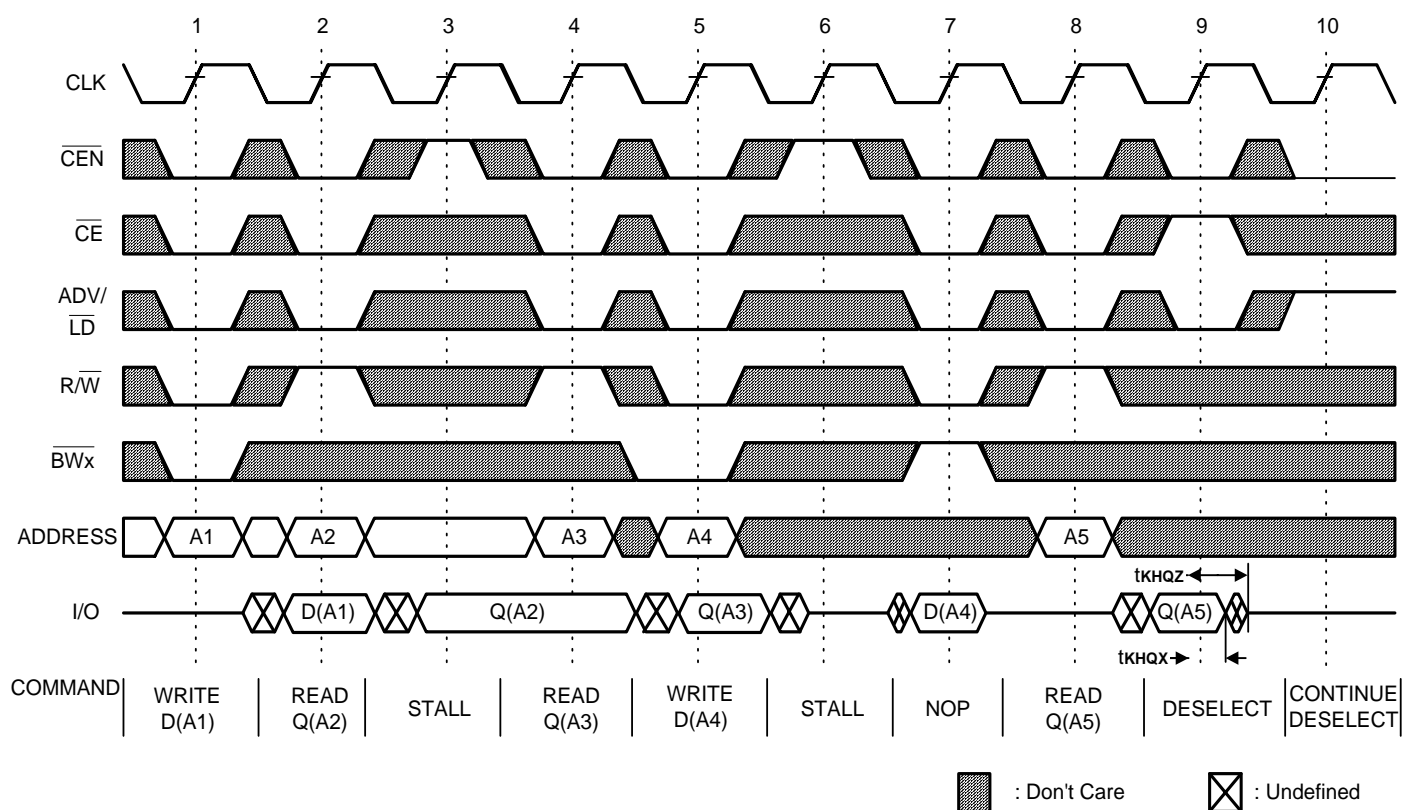 1 2 3 4 5 6 7 8 9 10
CLK
CEN
CE
ADV/
LD
R/W
BWx
ADDRESS A1 A2 A3 A4 A5
tKHQZ
I/O D(A1) Q(A2) Q(A3) D(A4) Q(A5)
tKHQX
COMMAND WRITE D(A1) READ Q(A2) STALL READ Q(A3) WRITE D(A4) STALL NOP READ Q(A5) DESELECT CONTINUE DESELECT
: Don't Care : Undefined